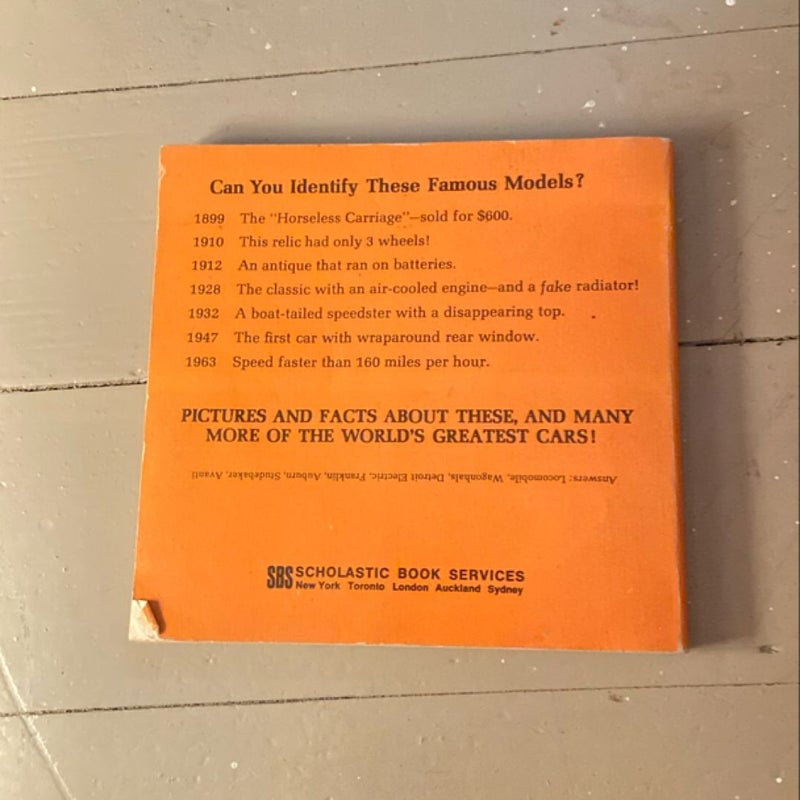 Can You Identify These Famous Models?
1899 The "Horseless Carriage"—sold for $600.
1910 This relic had only 3 wheels!
1912 An antique that ran on batteries.
1928 The classic with an air-cooled engine—and a fake radiator!
1932 A boat-tailed speedster with a disappearing top.
1947 The first car with wraparound rear window.
1963 Speed faster than 160 miles per hour.
PICTURES AND FACTS ABOUT THESE, AND MANY
MORE OF THE WORLD'S GREATEST CARS!
Answers: Locomobile, Wagonhals, Detroit Electric, Franklin, Auburn, Studebaker, Avanti
SBS SCHOLASTIC BOOK SERVICES
New York Toronto London Auckland Sydney